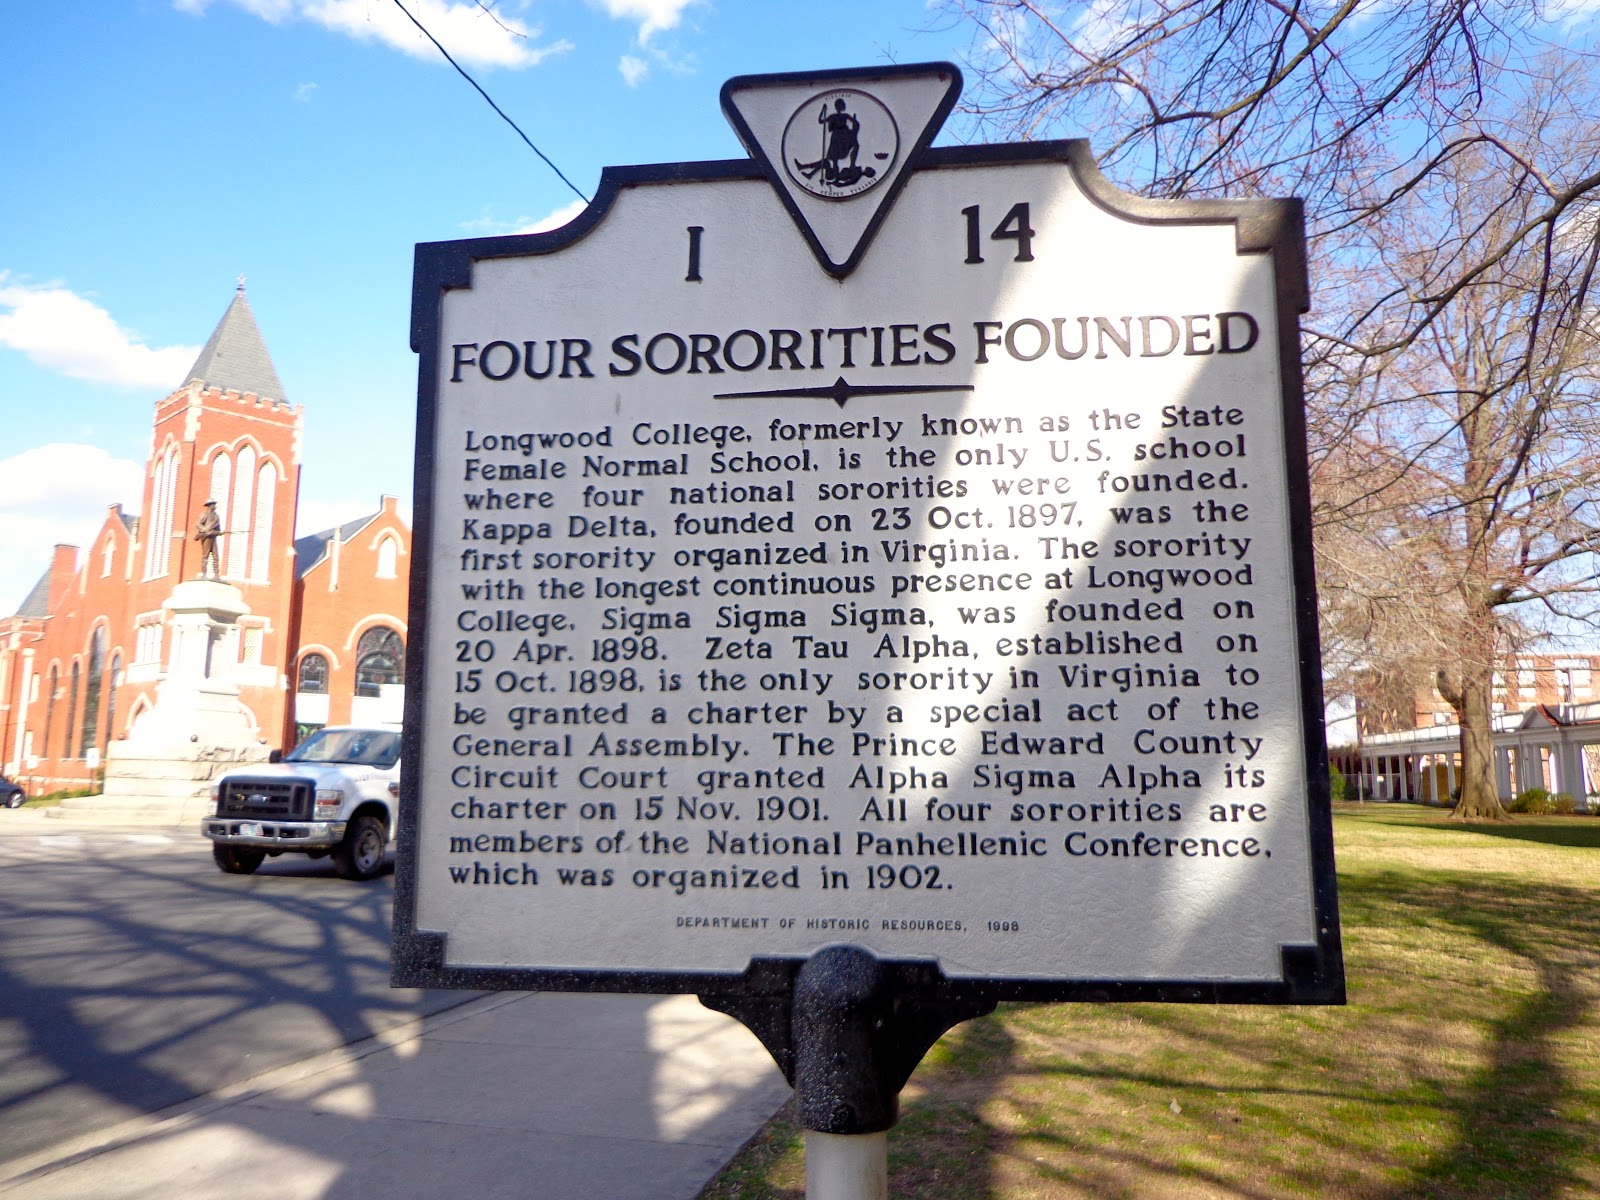 VIRGINIA
SIC SEMPER TYRANNIS
I 14
FOUR SORORITIES FOUNDED
Longwood College, formerly known as the State
Female Normal School, is the only U.S. school
where four national sororities were founded.
Kappa Delta, founded on 23 Oct. 1897, was the
first sorority organized in Virginia. The sorority
with the longest continuous presence at Longwood
College, Sigma Sigma Sigma, was founded on
20 Apr. 1898. Zeta Tau Alpha, established on
15 Oct. 1898, is the only sorority in Virginia to
be granted a charter by a special act of the
General Assembly. The Prince Edward County
Circuit Court granted Alpha Sigma Alpha its
charter on 15 Nov. 1901. All four sororities are
members of the National Panhellenic Conference,
which was organized in 1902.
DEPARTMENT OF HISTORIC RESOURCES, 1998